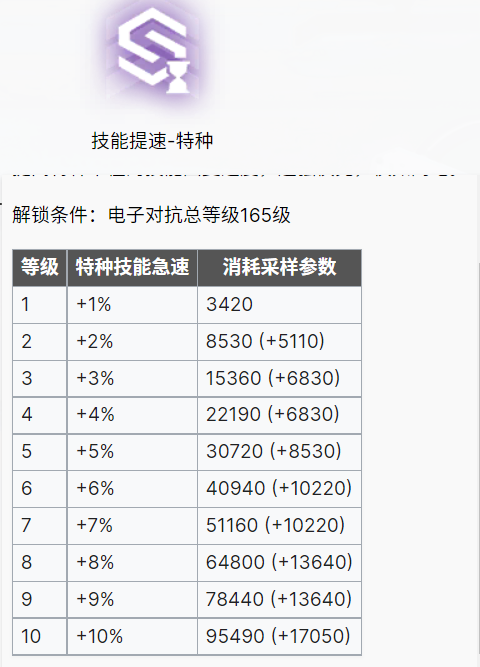 技能提速-特种
解锁条件：电子对抗总等级165级
等级 特种技能急速 消耗采样参数
1 +1% 3420
2 +2% 8530 (+5110)
3 +3% 15360 (+6830)
4 +4% 22190 (+6830)
5 +5% 30720 (+8530)
6 +6% 40940 (+10220)
7 +7% 51160 (+10220)
8 +8% 64800 (+13640)
9 +9% 78440 (+13640)
10 +10% 95490 (+17050)